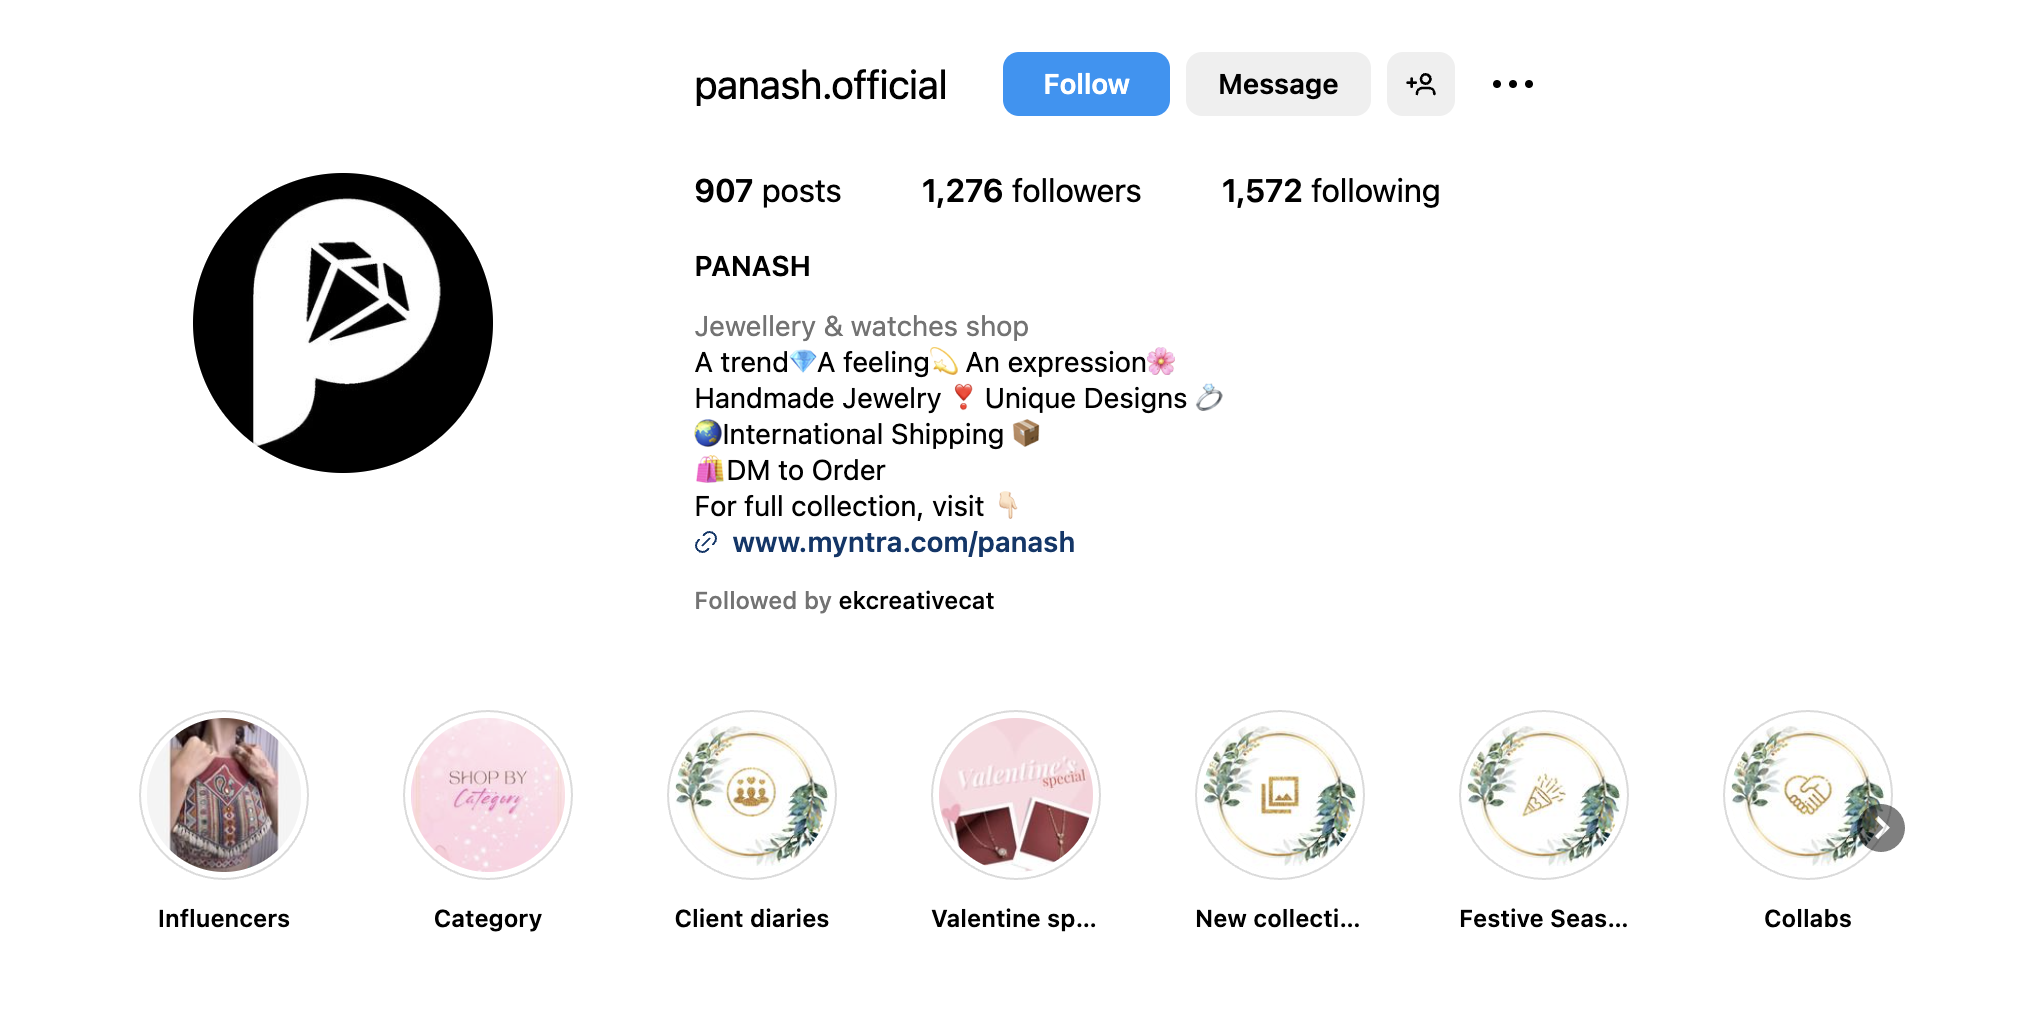 panash.official Follow Message
907 posts 1,276 followers 1,572 following
PANASH
Jewellery & watches shop
A trend💎A feeling💫 An expression🌸
Handmade Jewelry ❣️ Unique Designs 💍
🌏International Shipping 📦
🛍️DM to Order
For full collection, visit 👇🏻
www.myntra.com/panash
Followed by ekcreativecat
SHOP BY
Category
Valentine's
special
Influencers Category Client diaries Valentine sp... New collecti... Festive Seas... Collabs